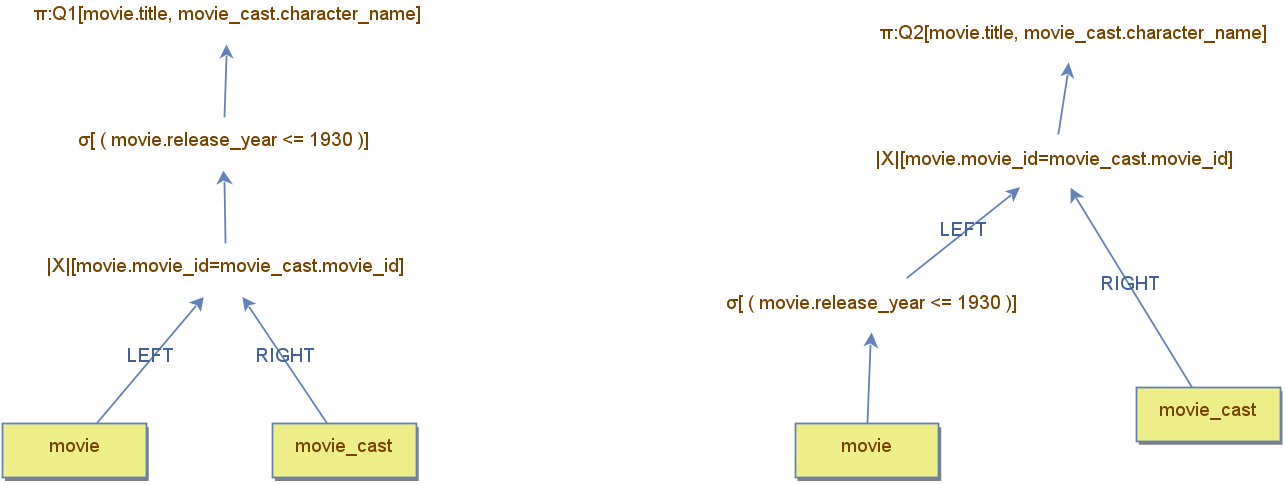 π:Q1[movie.title, movie_cast.character_name]
σ[ ( movie.release_year <= 1930 )]
|X|[movie.movie_id=movie_cast.movie_id]
LEFT
RIGHT
movie
movie_cast
π:Q2[movie.title, movie_cast.character_name]
|X|[movie.movie_id=movie_cast.movie_id]
LEFT
RIGHT
σ[ ( movie.release_year <= 1930 )]
movie_cast
movie